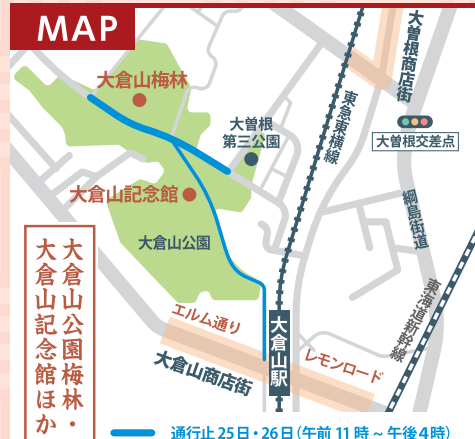 MAP
大倉山梅林
大曽根
第三公園
大倉山記念館
大倉山公園
東急東横線
大曽根商店街
大曽根交差点
綱島街道
東海道新幹線
エルム通り
大倉山駅
レモンロード
大倉山商店街
大倉山公園梅林・
大倉山記念館ほか
通行止 25日・26日(午前 11 時 ~ 午後4時)